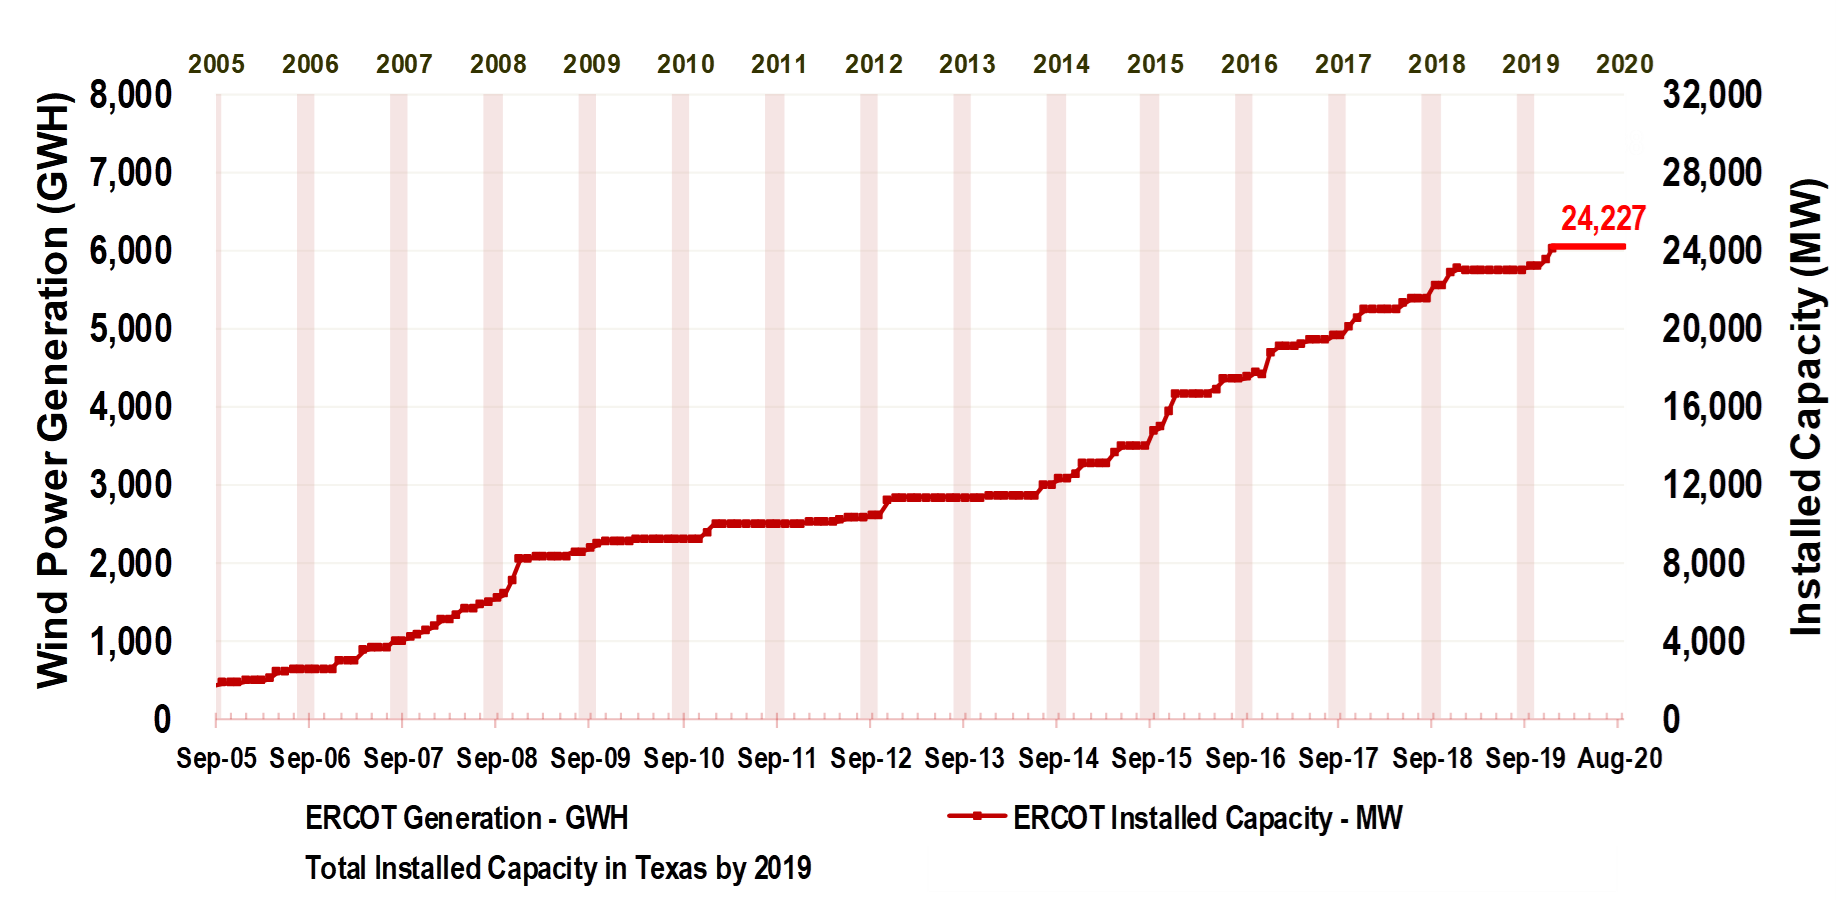 2005 2006 2007 2008 2009 2010 2011 2012 2013 2014 2015 2016 2017 2018 2019 2020
Wind Power Generation (GWH)
8,000
7,000
6,000
5,000
4,000
3,000
2,000
1,000
0
24,227
32,000
28,000
24,000
20,000
16,000
12,000
8,000
4,000
0
Installed Capacity (MW)
Sep-05 Sep-06 Sep-07 Sep-08 Sep-09 Sep-10 Sep-11 Sep-12 Sep-13 Sep-14 Sep-15 Sep-16 Sep-17 Sep-18 Sep-19 Aug-20
ERCOT Generation - GWH
ERCOT Installed Capacity - MW
Total Installed Capacity in Texas by 2019